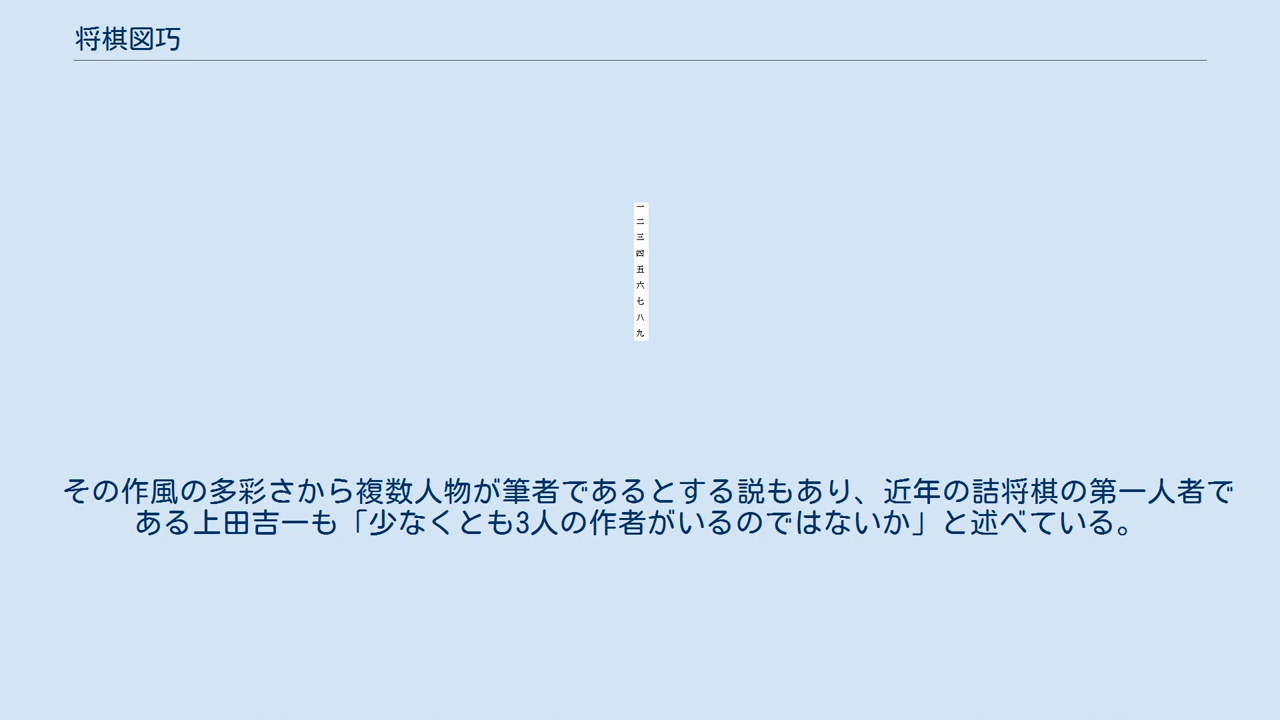 将棋図巧
一
二
三
四
五
六
七
八
九
その作風の多彩さから複数人物が筆者であるとする説もあり、近年の詰将棋の第一人者で
ある上田吉一も「少なくとも3人の作者がいるのではないか」と述べている。